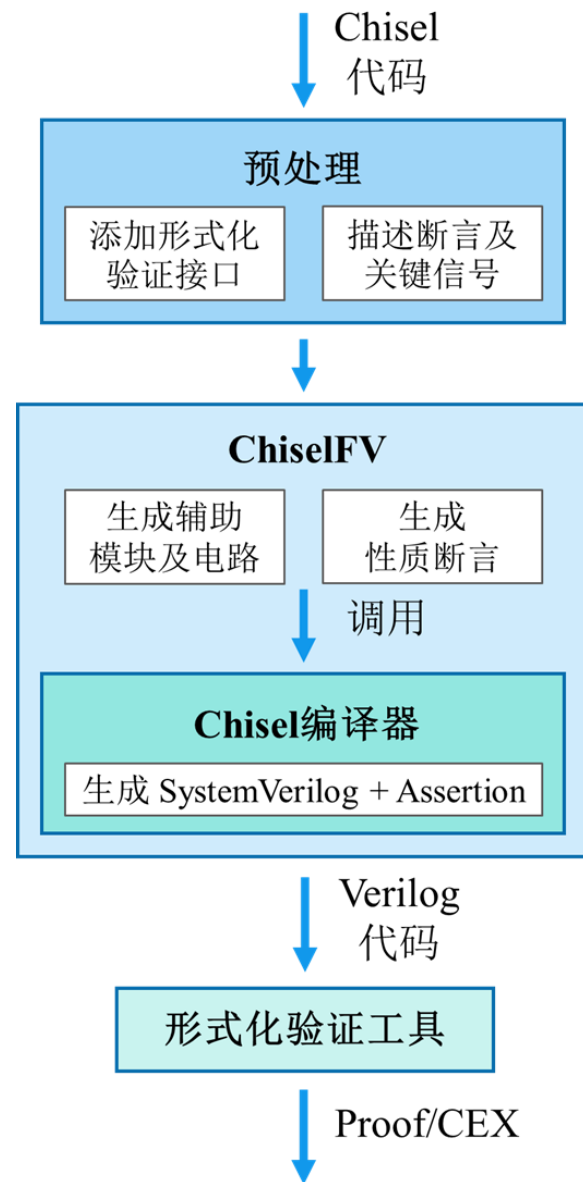 Chisel
代码
预处理
添加形式化
验证接口
描述断言及
关键信号
ChiselFV
生成辅助
模块及电路
生成
性质断言
调用
Chisel编译器
生成 SystemVerilog + Assertion
Verilog
代码
形式化验证工具
Proof/CEX